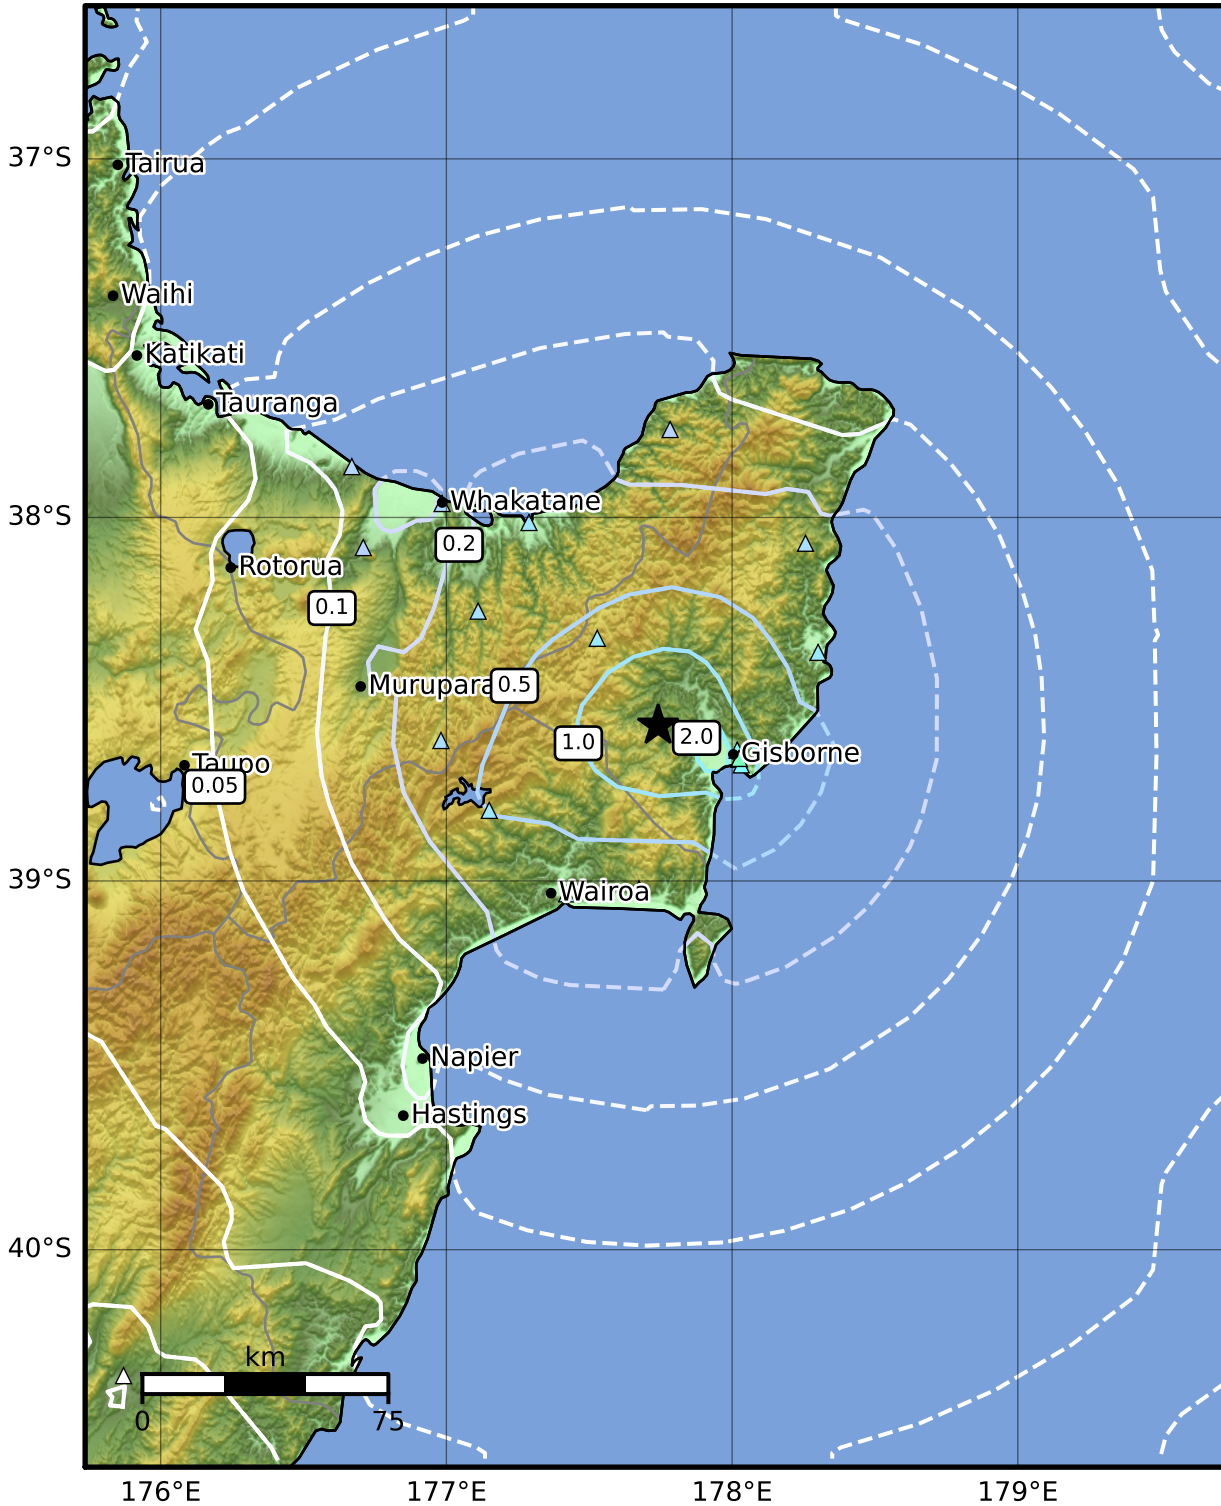 37°S
Tairua
Waihi
Katikati
Tauranga
Whakatane
38°S
0.2
Rotorua
0.1
Murupara
0.5
2.0
1.0
Gisborne
Taupo
0.05
39°S
Wairoa
Napier
Hastings
40°S
km
0 75
176°E 177°E 178°E 179°E